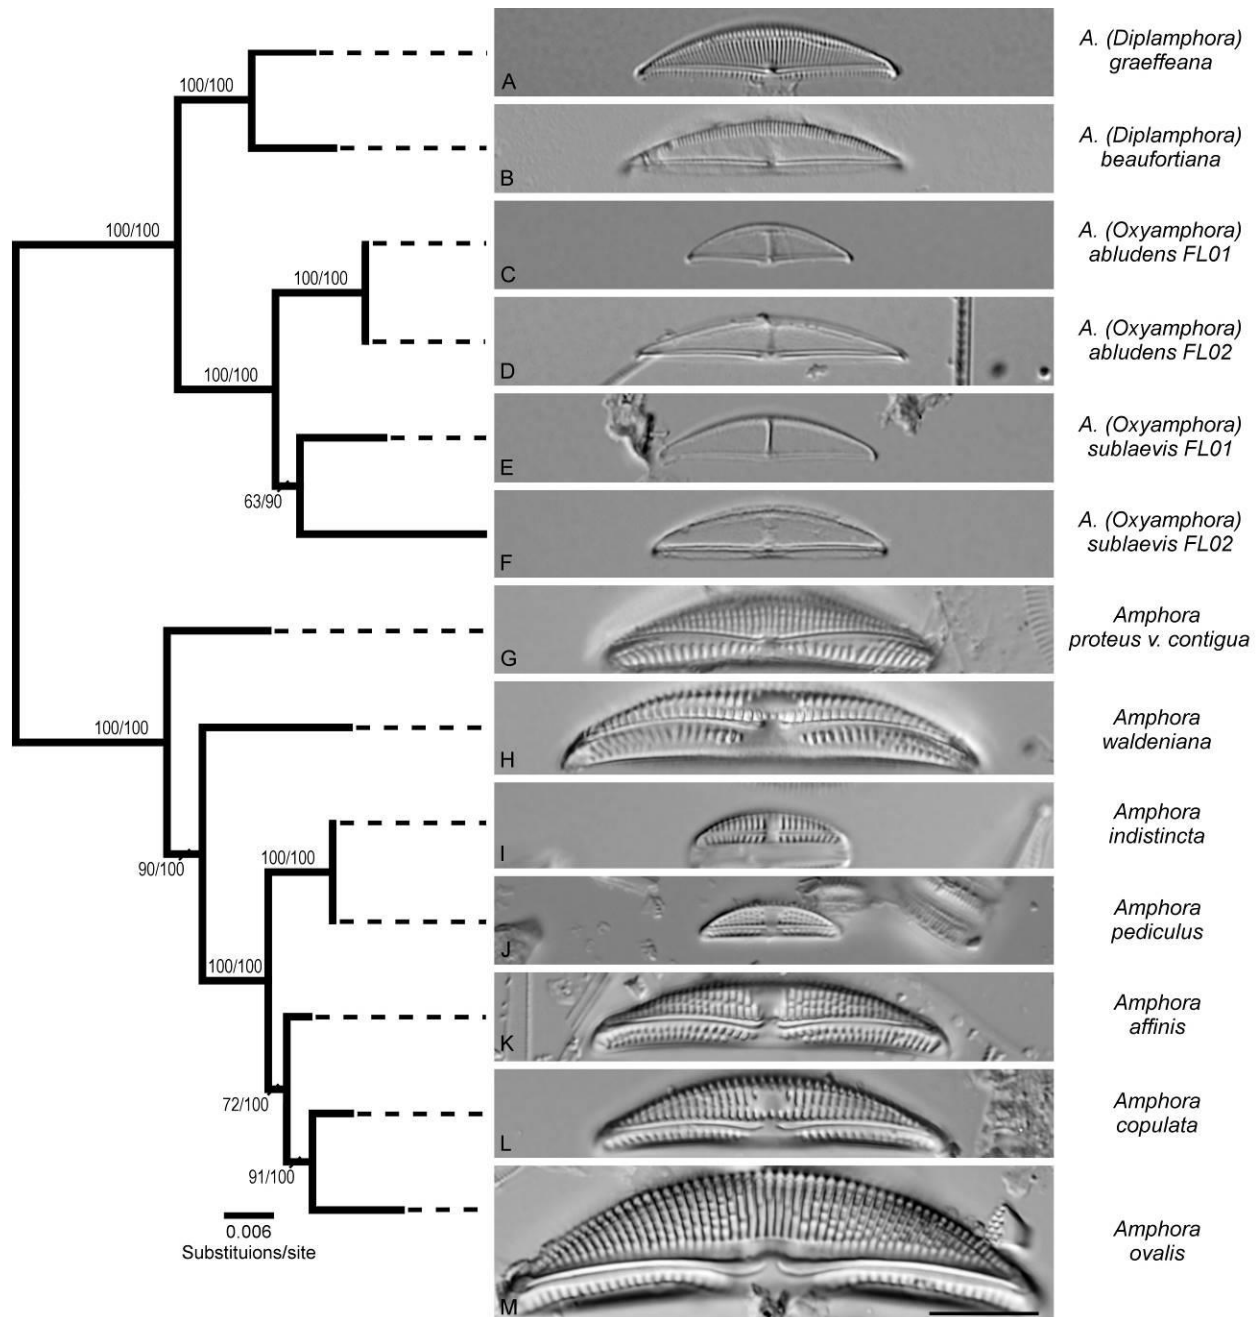 A. (Diplamphora)
graeffeana
100/100
A
A. (Diplamphora)
beaufortiana
B
100/100
A. (Oxyamphora)
abludens FL01
100/100
C
A. (Oxyamphora)
abludens FL02
100/100
D
A. (Oxyamphora)
sublaevis FL01
E
63/90
A. (Oxyamphora)
sublaevis FL02
F
Amphora
proteus v. contigua
G
100/100
Amphora
waldeniana
H
Amphora
indistincta
100/100
I
90/100
Amphora
pediculus
J
100/100
Amphora
affinis
K
72/100
Amphora
copulata
L
91/100
0.006
Substituions/site
Amphora
ovalis
M